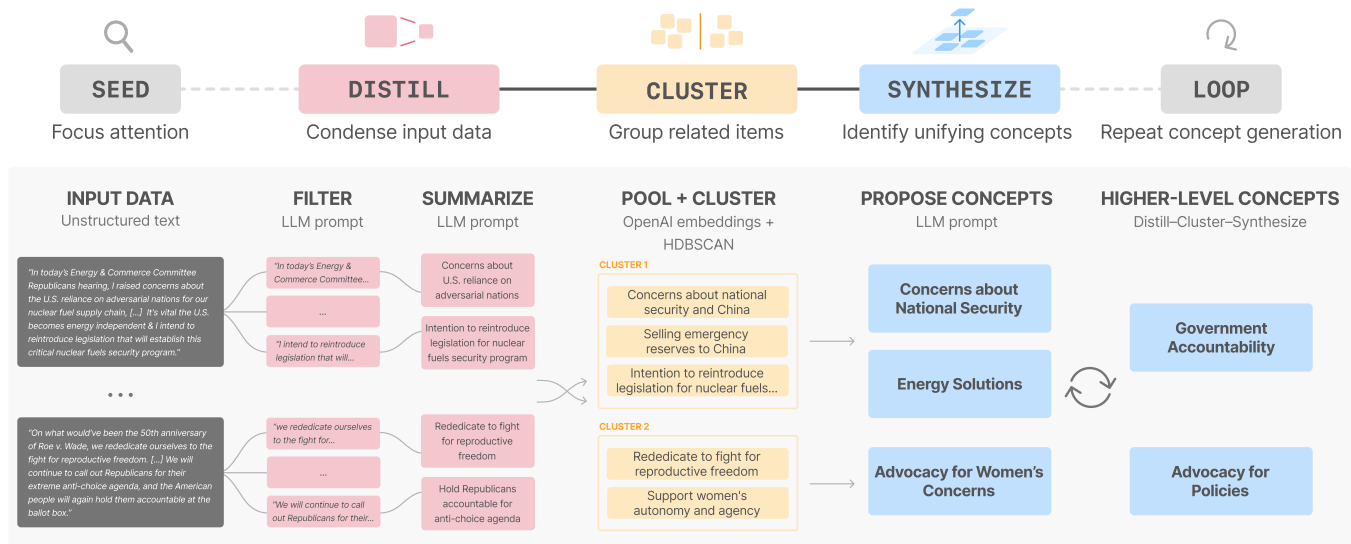 SEED
DISTILL
CLUSTER
SYNTHESIZE
LOOP
Focus attention
Condense input data
Group related items
Identify unifying concepts
Repeat concept generation
INPUT DATA
Unstructured text
FILTER
LLM prompt
SUMMARIZE
LLM prompt
POOL + CLUSTER
OpenAI embeddings +
HDBSCAN
PROPOSE CONCEPTS
LLM prompt
HIGHER-LEVEL CONCEPTS
Distill–Cluster–Synthesize
"In today's Energy & Commerce Committee
Republicans hearing, I raised concerns about
the U.S. reliance on adversarial nations for our
nuclear fuel supply chain, [...] It's vital the U.S.
becomes energy independent & I intend to
reintroduce legislation that will establish this
critical nuclear fuels security program."
...
"On what would've been the 50th anniversary
of Roe v. Wade, we rededicate ourselves to the
fight for reproductive freedom. [...] We will
continue to call out Republicans for their
extreme anti-choice agenda, and the American
people will again hold them accountable at the
ballot box."
"In today's Energy &
Commerce Committee...
...
"I intend to reintroduce
legislation that will...
"we rededicate ourselves
to the fight for...
...
"We will continue to call
out Republicans for their...
Concerns about
U.S. reliance on
adversarial nations
Intention to reintroduce
legislation for nuclear
fuels security program
Rededicate to fight
for reproductive
freedom
Hold Republicans
accountable for
anti-choice agenda
CLUSTER 1
Concerns about national
security and China
Selling emergency
reserves to China
Intention to reintroduce
legislation for nuclear fuels...
CLUSTER 2
Rededicate to fight for
reproductive freedom
Support women's
autonomy and agency
Concerns about
National Security
Energy Solutions
Advocacy for Women's
Concerns
Government
Accountability
Advocacy for
Policies